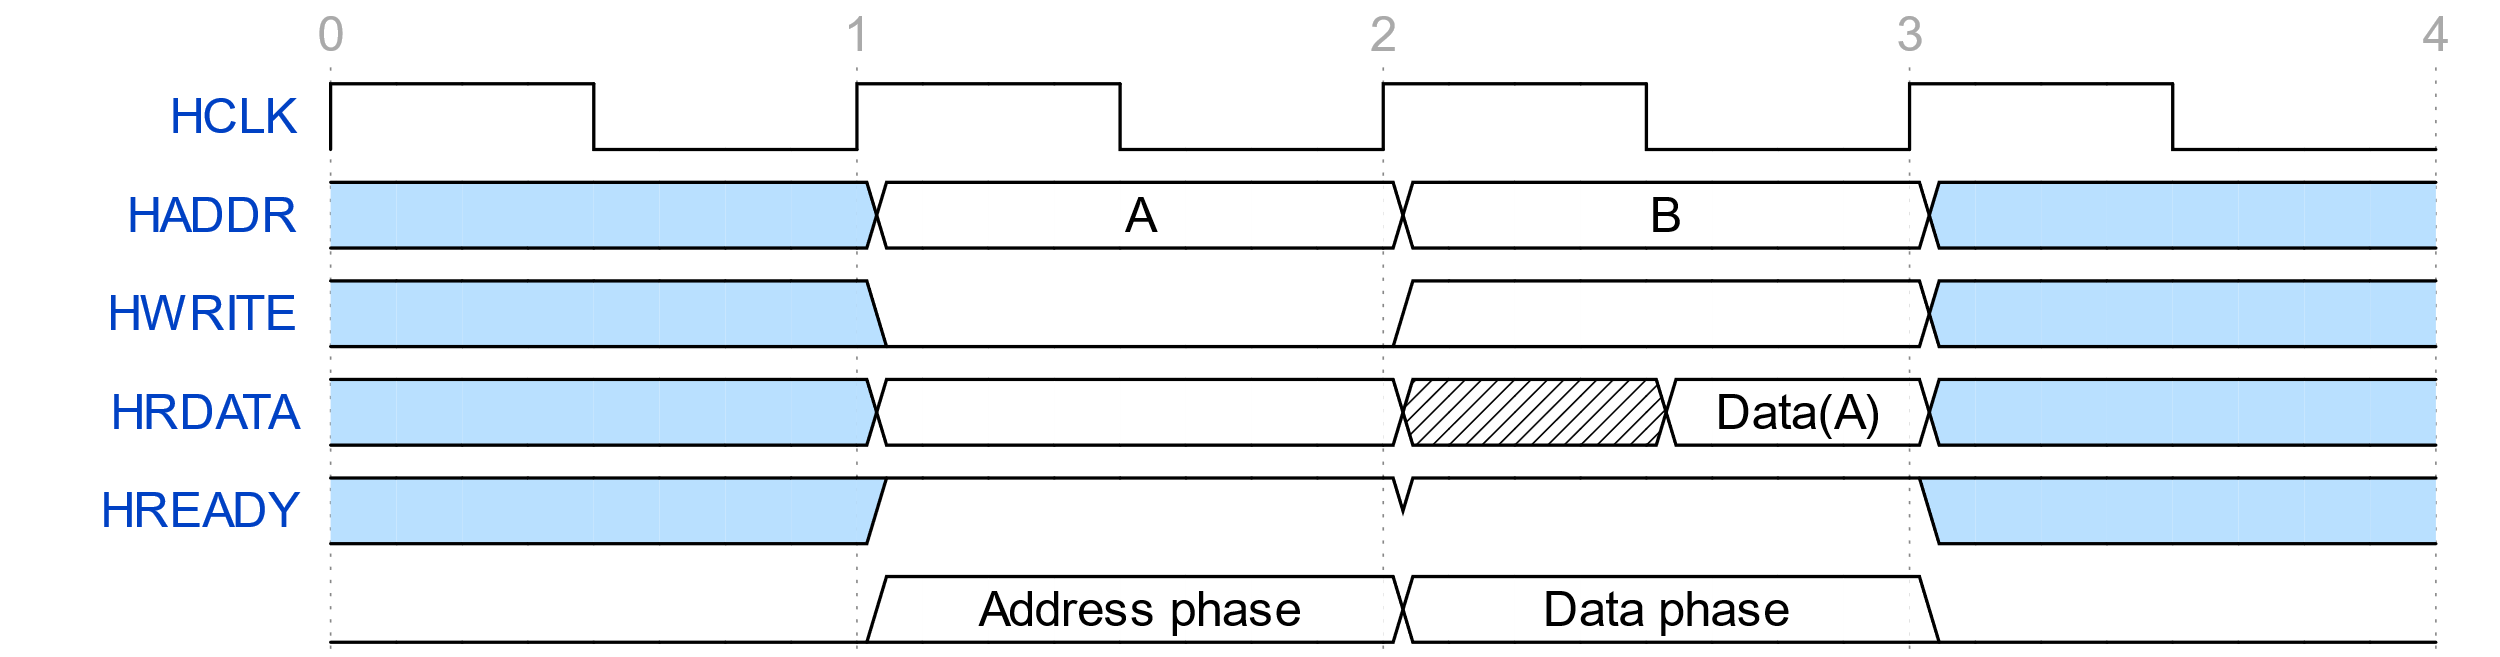 0 1 2 3 4
HCLK
HADDR A B
HWRITE
HRDATA Data(A)
HREADY
Address phase Data phase